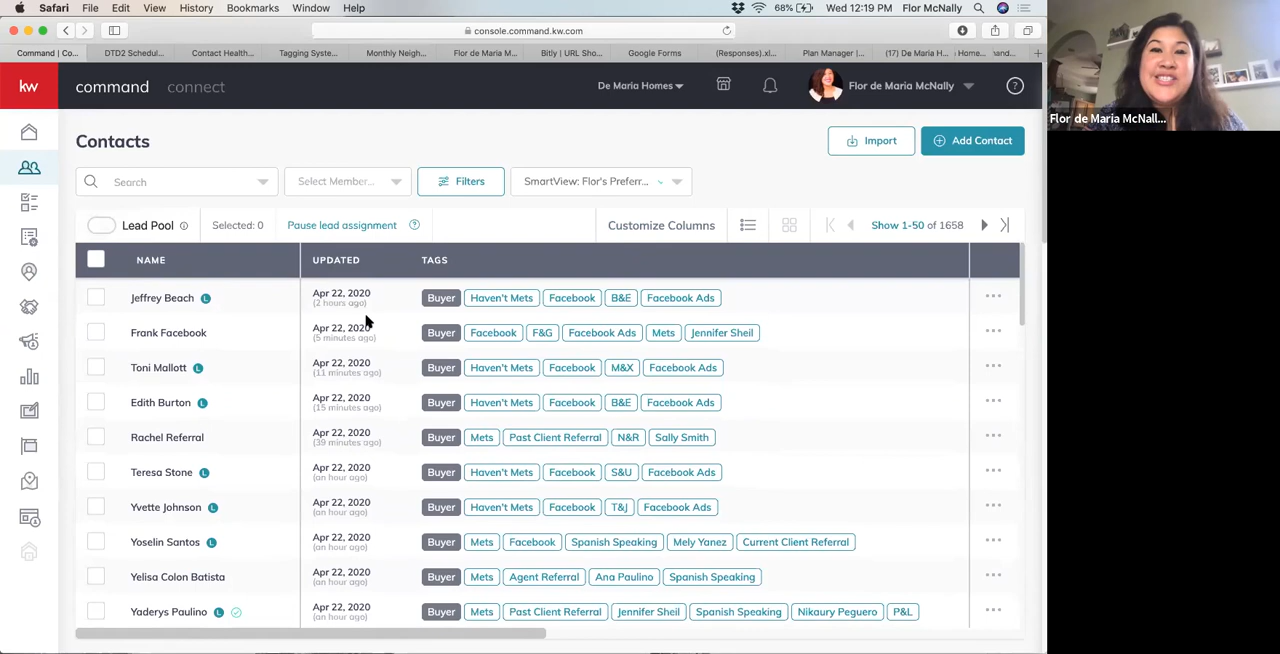 Safari File Edit View History Bookmarks Window Help 68% Wed 12:19 PM Flor McNally
console.command.kw.com
Command | Co... DTD2 Schedul... Contact Health... Tagging Syste... Monthly Neigh... Flor de Maria M... Bitly | URL Sho... Google Forms (Responses).xl... Plan Manager |... (17) De Maria H... Home...
kw command connect De Maria Homes Flor de Maria McNally ?
Flor de Maria McNall...
Contacts Import Add Contact
Search Select Member... Filters SmartView: Flor's Preferr...
Lead Pool Selected: 0 Pause lead assignment ? Customize Columns Show 1-50 of 1658
NAME UPDATED TAGS
Jeffrey Beach L Apr 22, 2020 Buyer Haven't Mets Facebook B&E Facebook Ads
(2 hours ago)
Frank Facebook Apr 22, 2020 Buyer Facebook F&G Facebook Ads Mets Jennifer Sheil
(5 minutes ago)
Toni Mallott L Apr 22, 2020 Buyer Haven't Mets Facebook M&X Facebook Ads
(11 minutes ago)
Edith Burton L Apr 22, 2020 Buyer Haven't Mets Facebook B&E Facebook Ads
(15 minutes ago)
Rachel Referral Apr 22, 2020 Buyer Mets Past Client Referral N&R Sally Smith
(39 minutes ago)
Teresa Stone L Apr 22, 2020 Buyer Haven't Mets Facebook S&U Facebook Ads
(an hour ago)
Yvette Johnson L Apr 22, 2020 Buyer Haven't Mets Facebook T&J Facebook Ads
(an hour ago)
Yoselin Santos L Apr 22, 2020 Buyer Mets Facebook Spanish Speaking Mely Yanez Current Client Referral
(an hour ago)
Yelisa Colon Batista Apr 22, 2020 Buyer Mets Agent Referral Ana Paulino Spanish Speaking
(an hour ago)
Yaderys Paulino L Apr 22, 2020 Buyer Mets Past Client Referral Jennifer Sheil Spanish Speaking Nikaury Peguero P&L
(an hour ago)